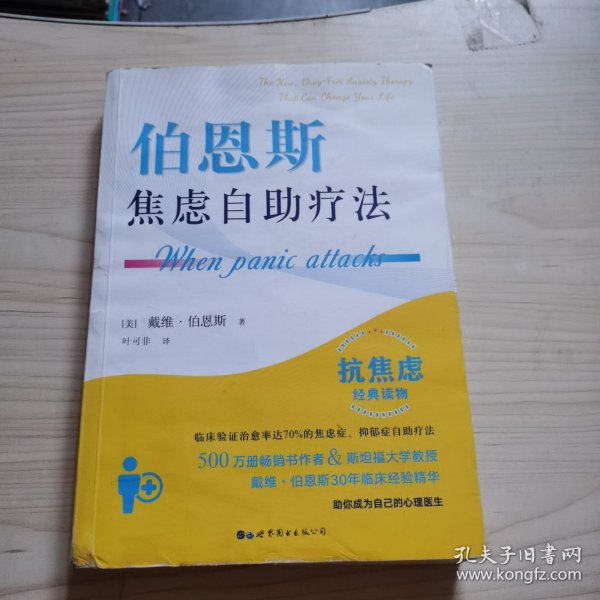 The New, Drug-Free Anxiety Therapy
That Can Change Your Life
伯恩斯
焦虑自助疗法
When panic attacks
[美] 戴维·伯恩斯 著
叶可非 译
抗焦虑
经典读物
临床验证治愈率达70%的焦虑症、抑郁症自助疗法
500万册畅销书作者&斯坦福大学教授
戴维·伯恩斯30年临床经验精华
助你成为自己的心理医生
世界图书出版公司
孔夫子旧书网
www.kongfz.com